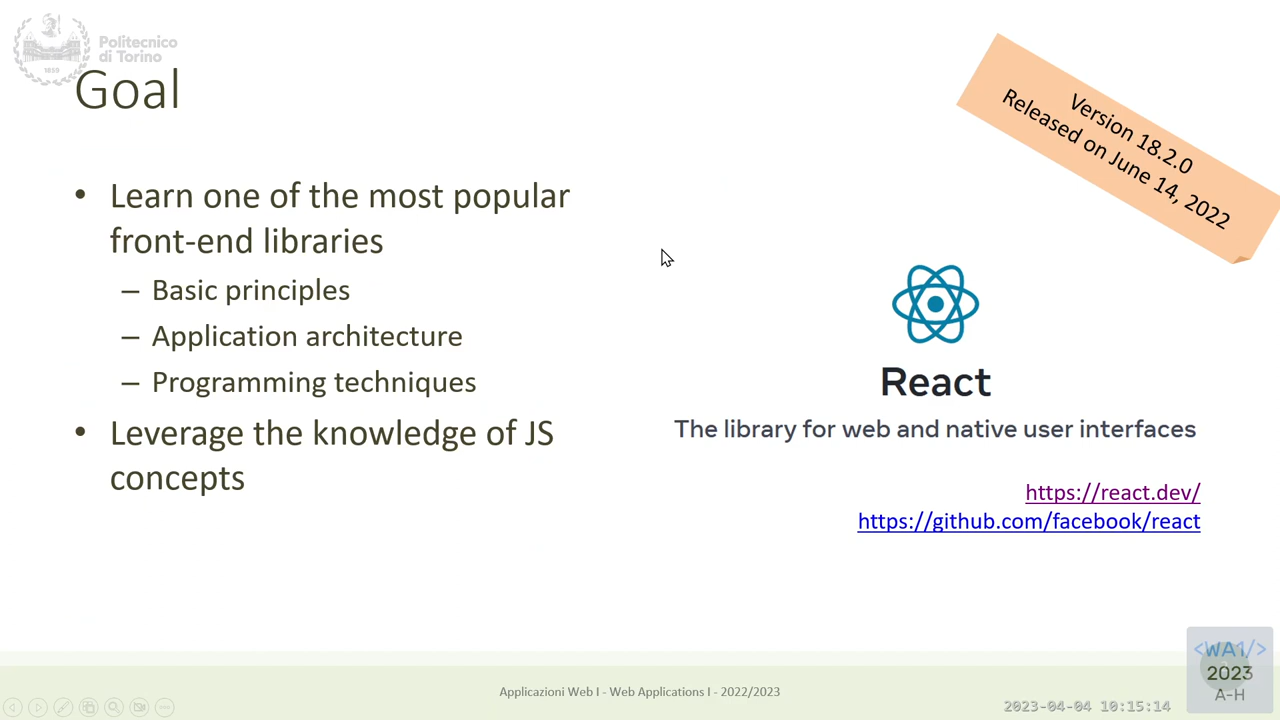 Politecnico
di Torino
1859
Goal
Version 18.2.0
Released on June 14, 2022
• Learn one of the most popular
front-end libraries
– Basic principles
– Application architecture
– Programming techniques
• Leverage the knowledge of JS
concepts
React
The library for web and native user interfaces
https://react.dev/
https://github.com/facebook/react
Applicazioni Web I - Web Applications I - 2022/2023
2023-04-04 10:15:14
<WA1/>
2023
A-H